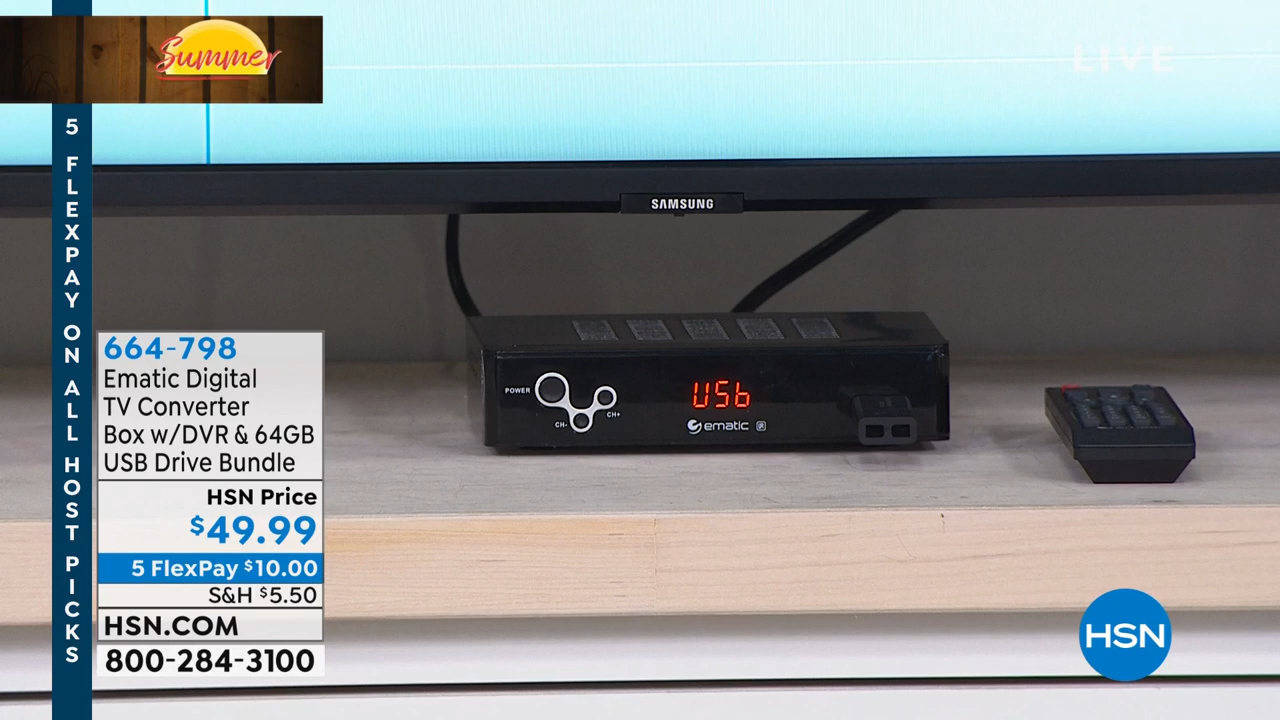 Summer
LIVE
5 FLEXPAY ON ALL HOST PICKS
SAMSUNG
POWER
CH+
CH-
USb
ematic
664-798
Ematic Digital
TV Converter
Box w/DVR & 64GB
USB Drive Bundle
HSN Price
$49.99
5 FlexPay $10.00
S&H $5.50
HSN.COM
800-284-3100
HSN